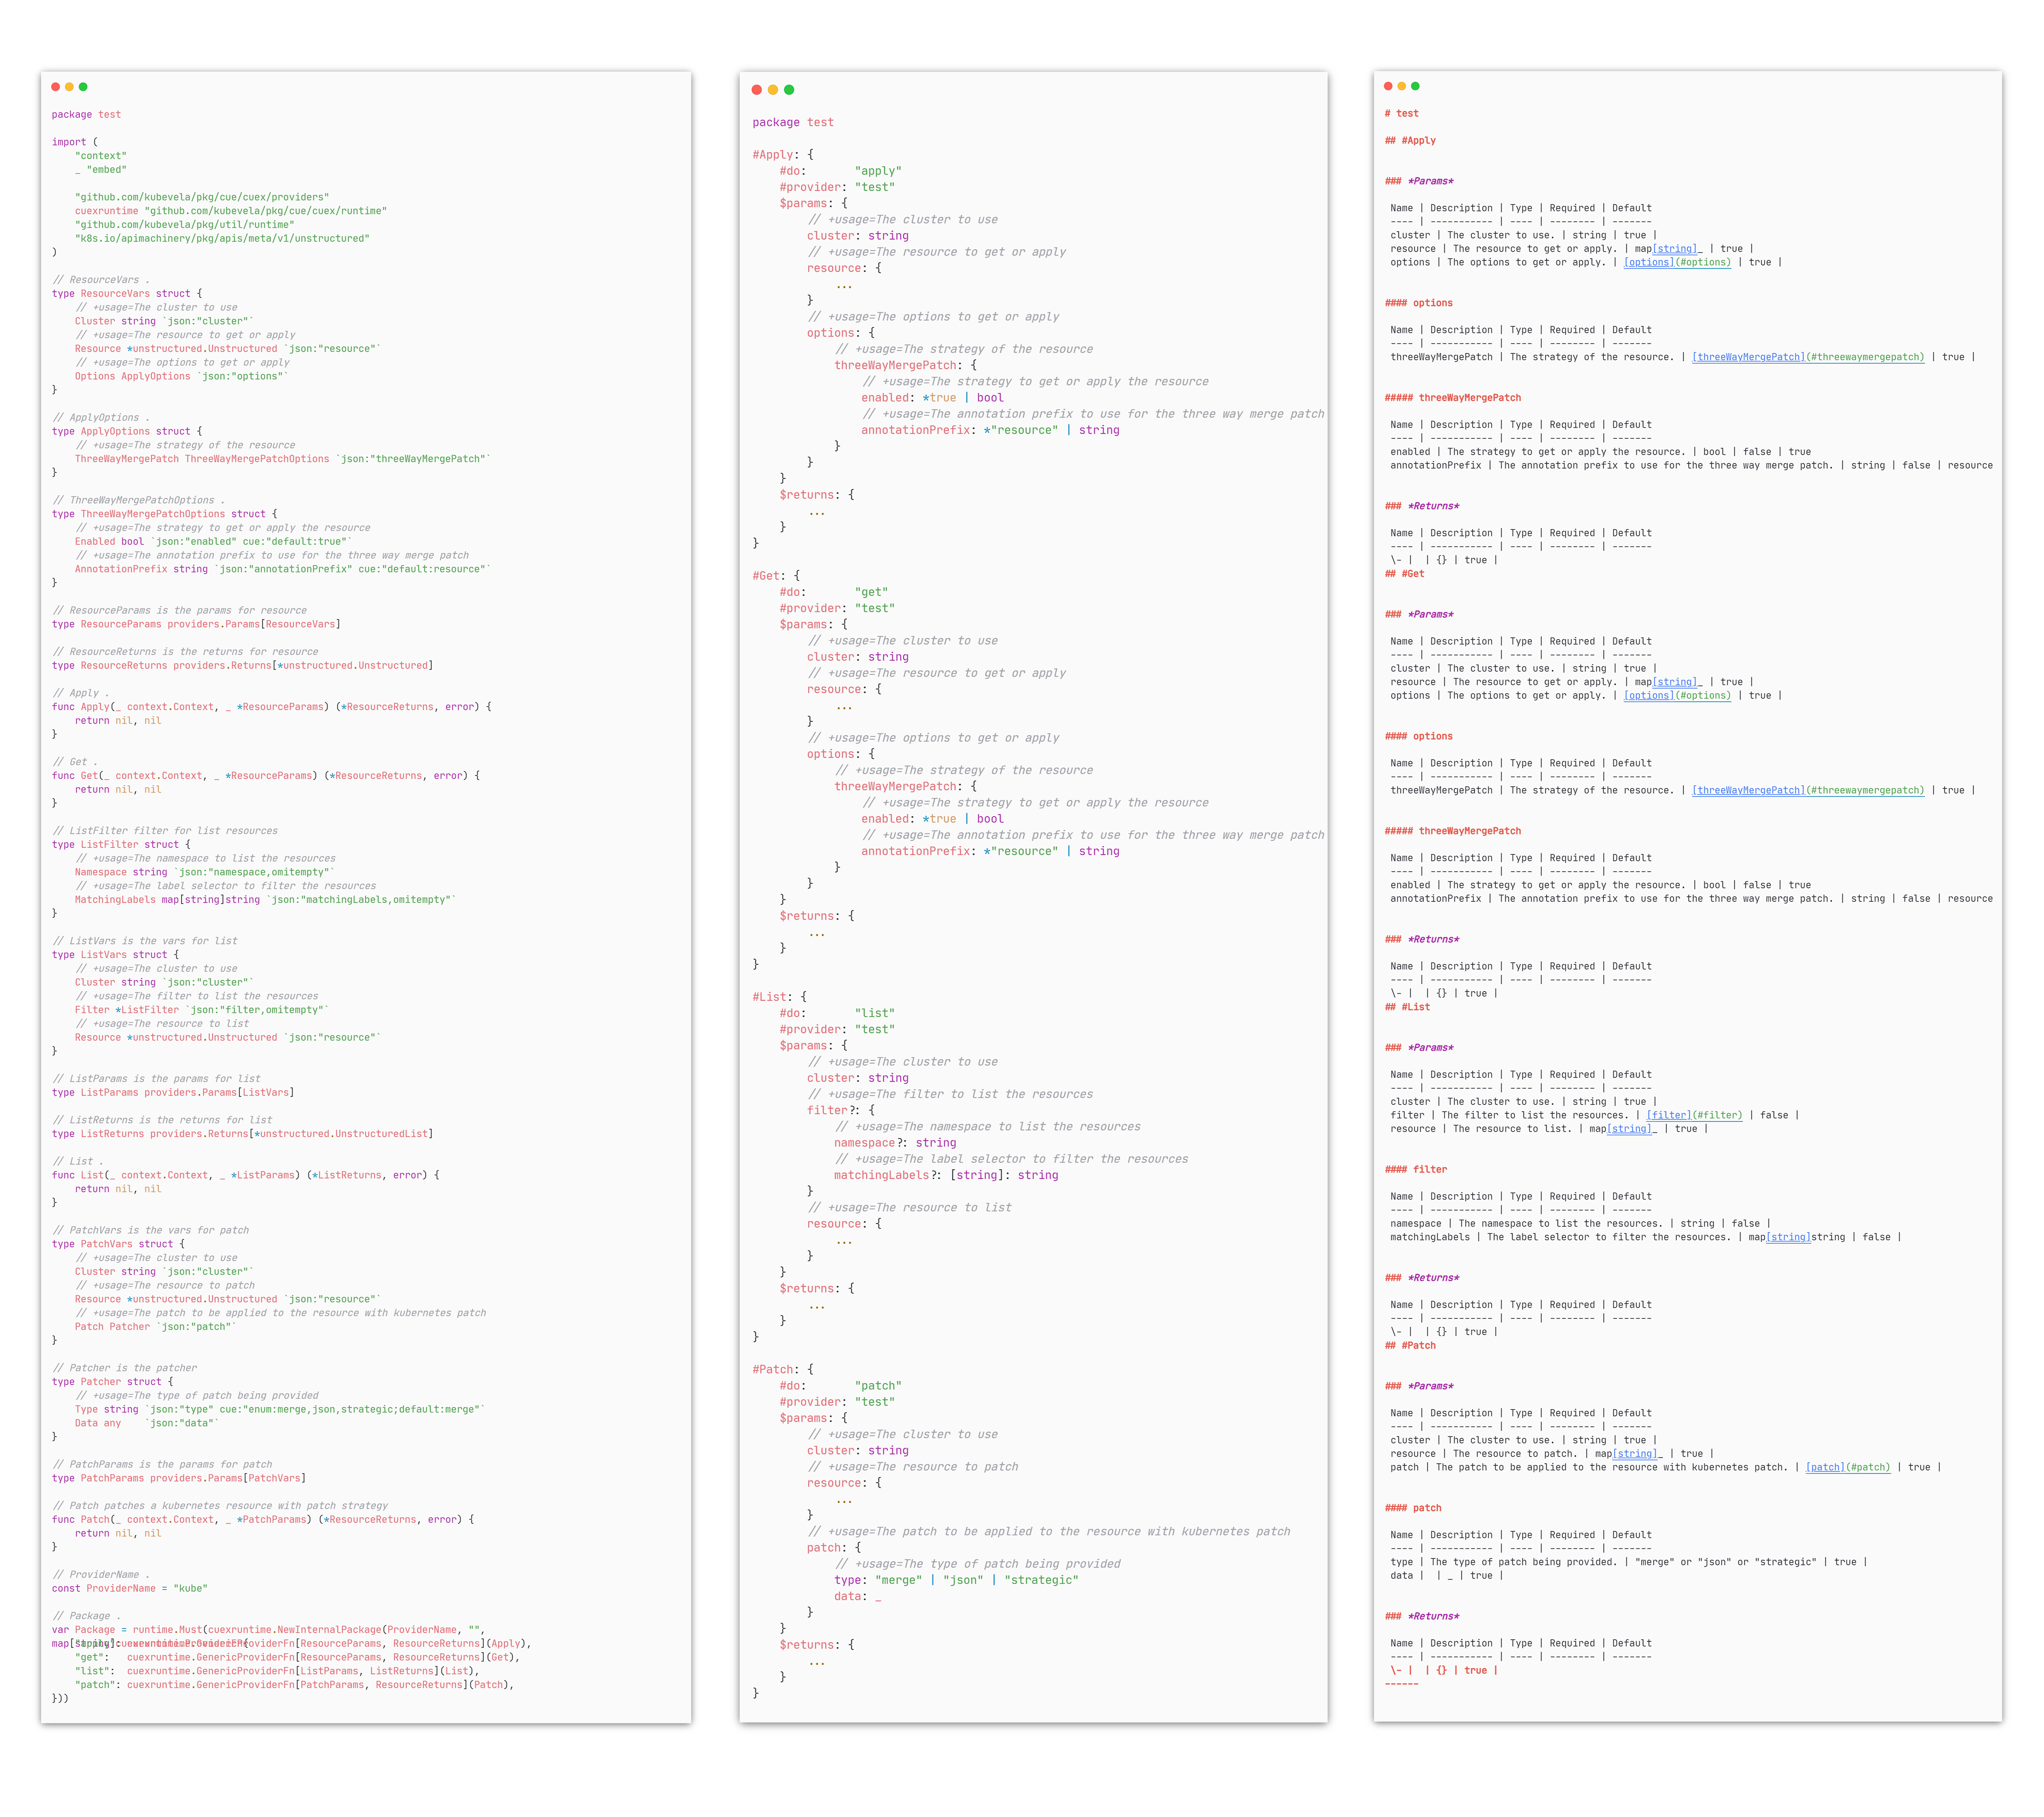 package test

import (
    "context"
    _ "embed"

    "github.com/kubevela/pkg/cue/cuex/providers"
    cuexruntime "github.com/kubevela/pkg/cue/cuex/runtime"
    "github.com/kubevela/pkg/util/runtime"
    "k8s.io/apimachinery/pkg/apis/meta/v1/unstructured"
)

// ResourceVars .
type ResourceVars struct {
    // +usage=The cluster to use
    Cluster string `json:"cluster"`
    // +usage=The resource to get or apply
    Resource *unstructured.Unstructured `json:"resource"`
    // +usage=The options to get or apply
    Options ApplyOptions `json:"options"`
}

// ApplyOptions .
type ApplyOptions struct {
    // +usage=The strategy of the resource
    ThreeWayMergePatch ThreeWayMergePatchOptions `json:"threeWayMergePatch"`
}

// ThreeWayMergePatchOptions .
type ThreeWayMergePatchOptions struct {
    // +usage=The strategy to get or apply the resource
    Enabled bool `json:"enabled" cue:"default:true"`
    // +usage=The annotation prefix to use for the three way merge patch
    AnnotationPrefix string `json:"annotationPrefix" cue:"default:resource"`
}

// ResourceParams is the params for resource
type ResourceParams providers.Params[ResourceVars]

// ResourceReturns is the returns for resource
type ResourceReturns providers.Returns[*unstructured.Unstructured]

// Apply .
func Apply(_ context.Context, _ *ResourceParams) (*ResourceReturns, error) {
    return nil, nil
}

// Get .
func Get(_ context.Context, _ *ResourceParams) (*ResourceReturns, error) {
    return nil, nil
}

// ListFilter filter for list resources
type ListFilter struct {
    // +usage=The namespace to list the resources
    Namespace string `json:"namespace,omitempty"`
    // +usage=The label selector to filter the resources
    MatchingLabels map[string]string `json:"matchingLabels,omitempty"`
}

// ListVars is the vars for list
type ListVars struct {
    // +usage=The cluster to use
    Cluster string `json:"cluster"`
    // +usage=The filter to list the resources
    Filter *ListFilter `json:"filter,omitempty"`
    // +usage=The resource to list
    Resource *unstructured.Unstructured `json:"resource"`
}

// ListParams is the params for list
type ListParams providers.Params[ListVars]

// ListReturns is the returns for list
type ListReturns providers.Returns[*unstructured.UnstructuredList]

// List .
func List(_ context.Context, _ *ListParams) (*ListReturns, error) {
    return nil, nil
}

// PatchVars is the vars for patch
type PatchVars struct {
    // +usage=The cluster to use
    Cluster string `json:"cluster"`
    // +usage=The resource to patch
    Resource *unstructured.Unstructured `json:"resource"`
    // +usage=The patch to be applied to the resource with kubernetes patch
    Patch Patcher `json:"patch"`
}

// Patcher is the patcher
type Patcher struct {
    // +usage=The type of patch being provided
    Type string `json:"type" cue:"enum:merge,json,strategic;default:merge"`
    Data any    `json:"data"`
}

// PatchParams is the params for patch
type PatchParams providers.Params[PatchVars]

// Patch patches a kubernetes resource with patch strategy
func Patch(_ context.Context, _ *PatchParams) (*ResourceReturns, error) {
    return nil, nil
}

// ProviderName .
const ProviderName = "kube"

// Package .
var Package = runtime.Must(cuexruntime.NewInternalPackage(ProviderName, "",
ProviderFn[ResourceParams, ResourceReturns](Apply),
    "get":   cuexruntime.GenericProviderFn[ResourceParams, ResourceReturns](Get),
    "list":  cuexruntime.GenericProviderFn[ListParams, ListReturns](List),
    "patch": cuexruntime.GenericProviderFn[PatchParams, ResourceReturns](Patch),
}))

package test

#Apply: {
    #do:       "apply"
    #provider: "test"
    $params: {
        // +usage=The cluster to use
        cluster: string
        // +usage=The resource to get or apply
        resource: {
            ...
        }
        // +usage=The options to get or apply
        options: {
            // +usage=The strategy of the resource
            threeWayMergePatch: {
                // +usage=The strategy to get or apply the resource
                enabled: *true | bool
                // +usage=The annotation prefix to use for the three way merge patch
                annotationPrefix: *"resource" | string
            }
        }
    }
    $returns: {
        ...
    }
}

#Get: {
    #do:       "get"
    #provider: "test"
    $params: {
        // +usage=The cluster to use
        cluster: string
        // +usage=The resource to get or apply
        resource: {
            ...
        }
        // +usage=The options to get or apply
        options: {
            // +usage=The strategy of the resource
            threeWayMergePatch: {
                // +usage=The strategy to get or apply the resource
                enabled: *true | bool
                // +usage=The annotation prefix to use for the three way merge patch
                annotationPrefix: *"resource" | string
            }
        }
    }
    $returns: {
        ...
    }
}

#List: {
    #do:       "list"
    #provider: "test"
    $params: {
        // +usage=The cluster to use
        cluster: string
        // +usage=The filter to list the resources
        filter?: {
            // +usage=The namespace to list the resources
            namespace?: string
            // +usage=The label selector to filter the resources
            matchingLabels?: [string]: string
        }
        // +usage=The resource to list
        resource: {
            ...
        }
    }
    $returns: {
        ...
    }
}

#Patch: {
    #do:       "patch"
    #provider: "test"
    $params: {
        // +usage=The cluster to use
        cluster: string
        // +usage=The resource to patch
        resource: {
            ...
        }
        // +usage=The patch to be applied to the resource with kubernetes patch
        patch: {
            // +usage=The type of patch being provided
            type: "merge" | "json" | "strategic"
            data: _
        }
    }
    $returns: {
        ...
    }
}

# test

## #Apply

### *Params*

 Name | Description | Type | Required | Default
 ---- | ----------- | ---- | -------- | -------
 cluster | The cluster to use. | string | true |
 resource | The resource to get or apply. | map[string]_ | true |
 options | The options to get or apply. | [options](#options) | true |

#### options

 Name | Description | Type | Required | Default
 ---- | ----------- | ---- | -------- | -------
 threeWayMergePatch | The strategy of the resource. | [threeWayMergePatch](#threewaymergepatch) | true |

##### threeWayMergePatch

 Name | Description | Type | Required | Default
 ---- | ----------- | ---- | -------- | -------
 enabled | The strategy to get or apply the resource. | bool | false | true
 annotationPrefix | The annotation prefix to use for the three way merge patch. | string | false | resource

### *Returns*

 Name | Description | Type | Required | Default
 ---- | ----------- | ---- | -------- | -------
 \- |  | {} | true |
## #Get

### *Params*

 Name | Description | Type | Required | Default
 ---- | ----------- | ---- | -------- | -------
 cluster | The cluster to use. | string | true |
 resource | The resource to get or apply. | map[string]_ | true |
 options | The options to get or apply. | [options](#options) | true |

#### options

 Name | Description | Type | Required | Default
 ---- | ----------- | ---- | -------- | -------
 threeWayMergePatch | The strategy of the resource. | [threeWayMergePatch](#threewaymergepatch) | true |

##### threeWayMergePatch

 Name | Description | Type | Required | Default
 ---- | ----------- | ---- | -------- | -------
 enabled | The strategy to get or apply the resource. | bool | false | true
 annotationPrefix | The annotation prefix to use for the three way merge patch. | string | false | resource

### *Returns*

 Name | Description | Type | Required | Default
 ---- | ----------- | ---- | -------- | -------
 \- |  | {} | true |
## #List

### *Params*

 Name | Description | Type | Required | Default
 ---- | ----------- | ---- | -------- | -------
 cluster | The cluster to use. | string | true |
 filter | The filter to list the resources. | [filter](#filter) | false |
 resource | The resource to list. | map[string]_ | true |

#### filter

 Name | Description | Type | Required | Default
 ---- | ----------- | ---- | -------- | -------
 namespace | The namespace to list the resources. | string | false |
 matchingLabels | The label selector to filter the resources. | map[string]string | false |

### *Returns*

 Name | Description | Type | Required | Default
 ---- | ----------- | ---- | -------- | -------
 \- |  | {} | true |
## #Patch

### *Params*

 Name | Description | Type | Required | Default
 ---- | ----------- | ---- | -------- | -------
 cluster | The cluster to use. | string | true |
 resource | The resource to patch. | map[string]_ | true |
 patch | The patch to be applied to the resource with kubernetes patch. | [patch](#patch) | true |

#### patch

 Name | Description | Type | Required | Default
 ---- | ----------- | ---- | -------- | -------
 type | The type of patch being provided. | "merge" or "json" or "strategic" | true |
 data |  | _ | true |

### *Returns*

 Name | Description | Type | Required | Default
 ---- | ----------- | ---- | -------- | -------
 \- |  | {} | true |
------